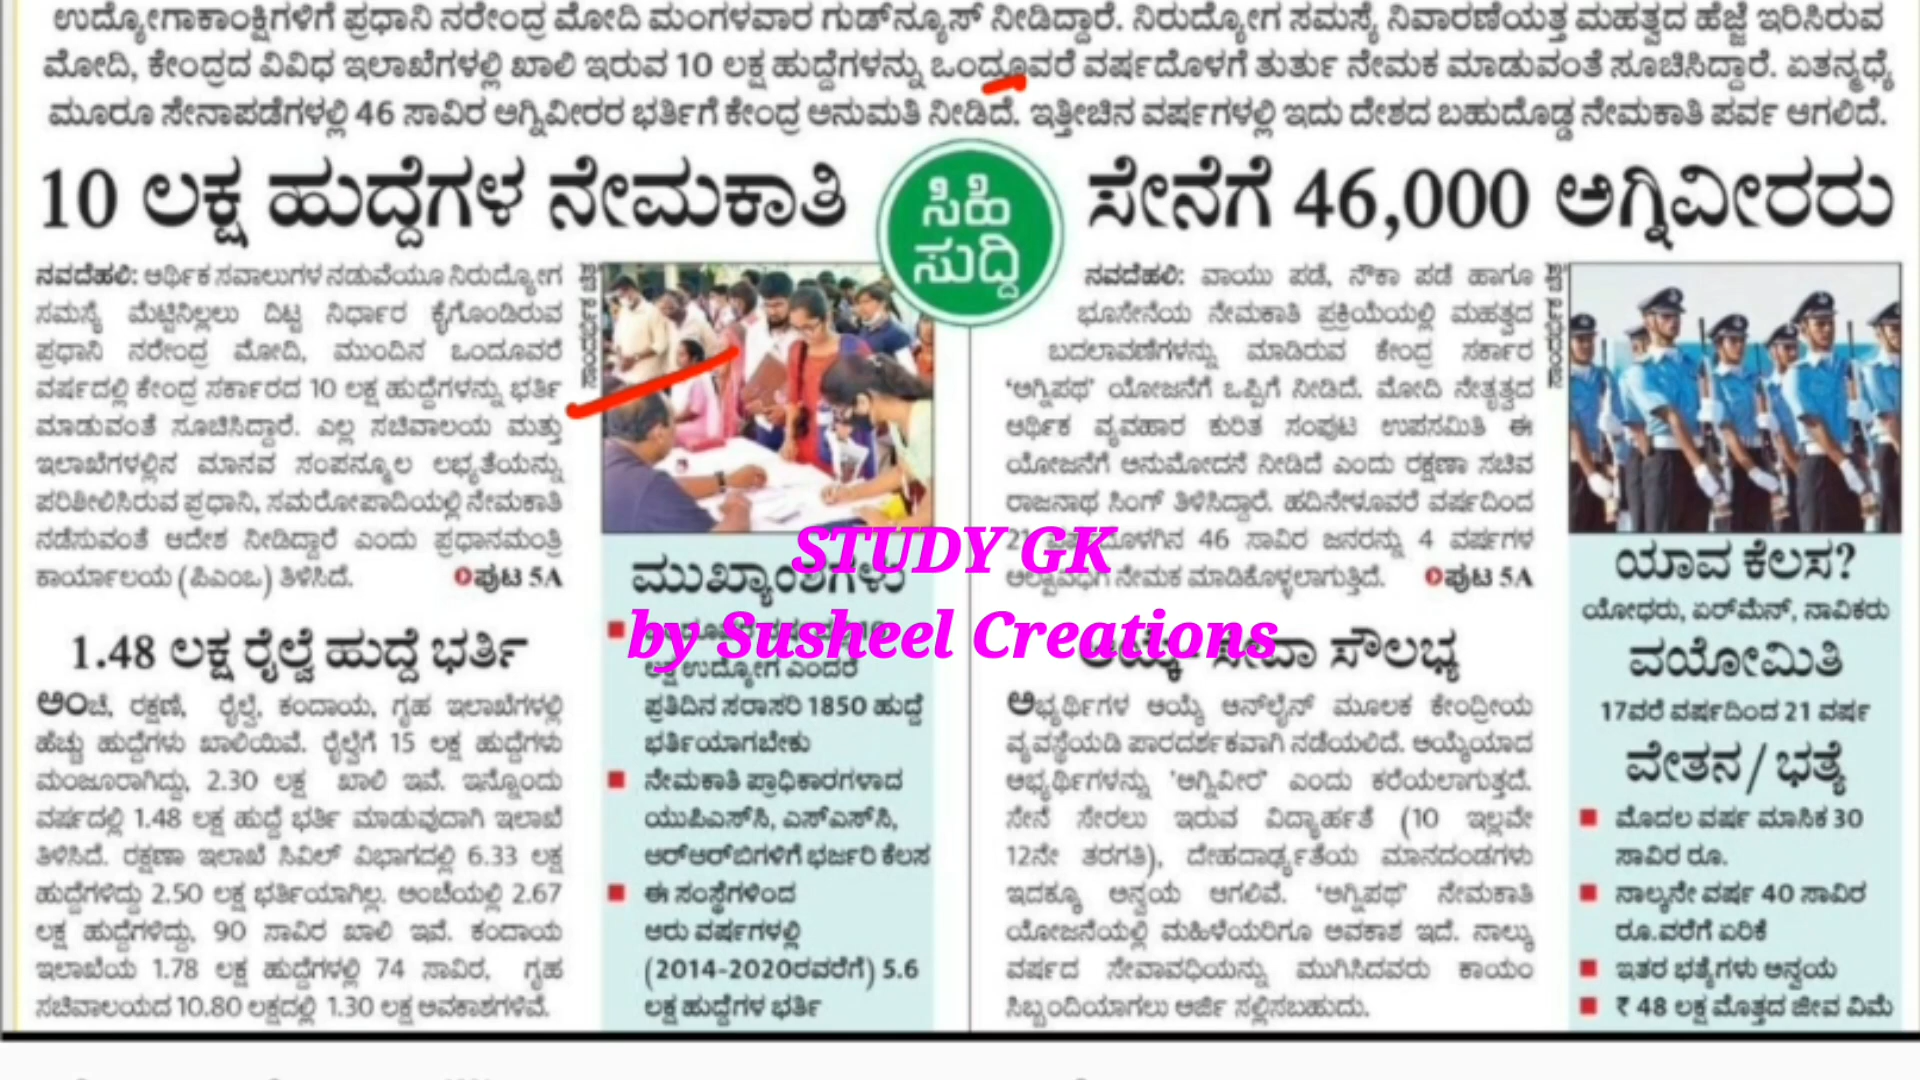 ಉದ್ಯೋಗಾಕಾಂಕ್ಷಿಗಳಿಗೆ ಪ್ರಧಾನಿ ನರೇಂದ್ರ ಮೋದಿ ಮಂಗಳವಾರ ಗುಡ್‌ನ್ಯೂಸ್ ನೀಡಿದ್ದಾರೆ. ನಿರುದ್ಯೋಗ ಸಮಸ್ಯೆ ನಿವಾರಣೆಯತ್ತ ಮಹತ್ವದ ಹೆಜ್ಜೆ ಇರಿಸಿರುವ
ಮೋದಿ, ಕೇಂದ್ರದ ವಿವಿಧ ಇಲಾಖೆಗಳಲ್ಲಿ ಖಾಲಿ ಇರುವ 10 ಲಕ್ಷ ಹುದ್ದೆಗಳನ್ನು ಒಂದೂವರೆ ವರ್ಷದೊಳಗೆ ತುರ್ತು ನೇಮಕ ಮಾಡುವಂತೆ ಸೂಚಿಸಿದ್ದಾರೆ. ಏತನ್ಮಧ್ಯೆ
ಮೂರೂ ಸೇನಾಪಡೆಗಳಲ್ಲಿ 46 ಸಾವಿರ ಅಗ್ನಿವೀರರ ಭರ್ತಿಗೆ ಕೇಂದ್ರ ಅನುಮತಿ ನೀಡಿದೆ. ಇತ್ತೀಚಿನ ವರ್ಷಗಳಲ್ಲಿ ಇದು ದೇಶದ ಬಹುದೊಡ್ಡ ನೇಮಕಾತಿ ಪರ್ವ ಆಗಲಿದೆ.
10 ಲಕ್ಷ ಹುದ್ದೆಗಳ ನೇಮಕಾತಿ
ನವದೆಹಲಿ: ಆರ್ಥಿಕ ಸವಾಲುಗಳ ನಡುವೆಯೂ ನಿರುದ್ಯೋಗ
ಸಮಸ್ಯೆ ಮೆಟ್ಟಿನಿಲ್ಲಲು ದಿಟ್ಟ ನಿರ್ಧಾರ ಕೈಗೊಂಡಿರುವ
ಪ್ರಧಾನಿ ನರೇಂದ್ರ ಮೋದಿ, ಮುಂದಿನ ಒಂದೂವರೆ
ವರ್ಷದಲ್ಲಿ ಕೇಂದ್ರ ಸರ್ಕಾರದ 10 ಲಕ್ಷ ಹುದ್ದೆಗಳನ್ನು ಭರ್ತಿ
ಮಾಡುವಂತೆ ಸೂಚಿಸಿದ್ದಾರೆ. ಎಲ್ಲ ಸಚಿವಾಲಯ ಮತ್ತು
ಇಲಾಖೆಗಳಲ್ಲಿನ ಮಾನವ ಸಂಪನ್ಮೂಲ ಲಭ್ಯತೆಯನ್ನು
ಪರಿಶೀಲಿಸಿರುವ ಪ್ರಧಾನಿ, ಸಮರೋಪಾದಿಯಲ್ಲಿ ನೇಮಕಾತಿ
ನಡೆಸುವಂತೆ ಆದೇಶ ನೀಡಿದ್ದಾರೆ ಎಂದು ಪ್ರಧಾನಮಂತ್ರಿ
ಕಾರ್ಯಾಲಯ (ಪಿಎಂಒ) ತಿಳಿಸಿದೆ. ಪುಟ 5A
1.48 ಲಕ್ಷ ರೈಲ್ವೆ ಹುದ್ದೆ ಭರ್ತಿ
ಅಂಚೆ, ರಕ್ಷಣೆ, ರೈಲ್ವೆ, ಕಂದಾಯ, ಗೃಹ ಇಲಾಖೆಗಳಲ್ಲಿ
ಹೆಚ್ಚು ಹುದ್ದೆಗಳು ಖಾಲಿಯಿವೆ. ರೈಲ್ವೆಗೆ 15 ಲಕ್ಷ ಹುದ್ದೆಗಳು
ಮಂಜೂರಾಗಿದ್ದು, 2.30 ಲಕ್ಷ ಖಾಲಿ ಇವೆ. ಇನ್ನೊಂದು
ವರ್ಷದಲ್ಲಿ 1.48 ಲಕ್ಷ ಹುದ್ದೆ ಭರ್ತಿ ಮಾಡುವುದಾಗಿ ಇಲಾಖೆ
ತಿಳಿಸಿದೆ. ರಕ್ಷಣಾ ಇಲಾಖೆ ಸಿವಿಲ್ ವಿಭಾಗದಲ್ಲಿ 6.33 ಲಕ್ಷ
ಹುದ್ದೆಗಳಿದ್ದು 2.50 ಲಕ್ಷ ಭರ್ತಿಯಾಗಿಲ್ಲ. ಅಂಚೆಯಲ್ಲಿ 2.67
ಲಕ್ಷ ಹುದ್ದೆಗಳಿದ್ದು, 90 ಸಾವಿರ ಖಾಲಿ ಇವೆ. ಕಂದಾಯ
ಇಲಾಖೆಯ 1.78 ಲಕ್ಷ ಹುದ್ದೆಗಳಲ್ಲಿ 74 ಸಾವಿರ, ಗೃಹ
ಸಚಿವಾಲಯದ 10.80 ಲಕ್ಷದಲ್ಲಿ 1.30 ಲಕ್ಷ ಅವಕಾಶಗಳಿವೆ.
ಸಾಂದರ್ಭಿಕ ಚಿತ್ರ
ಮುಖ್ಯಾಂಶಗಳು
ಲಕ್ಷ ಉದ್ಯೋಗ ಎಂದರೆ
ಪ್ರತಿದಿನ ಸರಾಸರಿ 1850 ಹುದ್ದೆ
ಭರ್ತಿಯಾಗಬೇಕು
ನೇಮಕಾತಿ ಪ್ರಾಧಿಕಾರಗಳಾದ
ಯುಪಿಎಸ್‌ಸಿ, ಎಸ್‌ಎಸ್‌ಸಿ,
ಆರ್‌ಆರ್‌ಬಿಗಳಿಗೆ ಭರ್ಜರಿ ಕೆಲಸ
ಈ ಸಂಸ್ಥೆಗಳಿಂದ
ಆರು ವರ್ಷಗಳಲ್ಲಿ
(2014-2020ರವರೆಗೆ) 5.6
ಲಕ್ಷ ಹುದ್ದೆಗಳ ಭರ್ತಿ
ಸಿಹಿ
ಸುದ್ದಿ
ಸೇನೆಗೆ 46,000 ಅಗ್ನಿವೀರರು
ನವದೆಹಲಿ: ವಾಯು ಪಡೆ, ನೌಕಾ ಪಡೆ ಹಾಗೂ
ಭೂಸೇನೆಯ ನೇಮಕಾತಿ ಪ್ರಕ್ರಿಯೆಯಲ್ಲಿ ಮಹತ್ವದ
ಬದಲಾವಣೆಗಳನ್ನು ಮಾಡಿರುವ ಕೇಂದ್ರ ಸರ್ಕಾರ
'ಅಗ್ನಿಪಥ' ಯೋಜನೆಗೆ ಒಪ್ಪಿಗೆ ನೀಡಿದೆ. ಮೋದಿ ನೇತೃತ್ವದ
ಆರ್ಥಿಕ ವ್ಯವಹಾರ ಕುರಿತ ಸಂಪುಟ ಉಪಸಮಿತಿ ಈ
ಯೋಜನೆಗೆ ಅನುಮೋದನೆ ನೀಡಿದೆ ಎಂದು ರಕ್ಷಣಾ ಸಚಿವ
ರಾಜನಾಥ ಸಿಂಗ್ ತಿಳಿಸಿದ್ದಾರೆ. ಹದಿನೇಳೂವರೆ ವರ್ಷದಿಂದ
21 46 ಸಾವಿರ ಜನರನ್ನು 4 ವರ್ಷಗಳ
ಅಲ್ಪಾವಧಿಗೆ ನೇಮಕ ಮಾಡಿಕೊಳ್ಳಲಾಗುತ್ತಿದೆ. ಪುಟ 5A
STUDY GK
by Susheel Creations
ಸೇವಾ ಸೌಲಭ್ಯ
ಅಭ್ಯರ್ಥಿಗಳ ಆಯ್ಕೆ ಆನ್‌ಲೈನ್ ಮೂಲಕ ಕೇಂದ್ರೀಯ
ವ್ಯವಸ್ಥೆಯಡಿ ಪಾರದರ್ಶಕವಾಗಿ ನಡೆಯಲಿದೆ. ಆಯ್ಕೆಯಾದ
ಅಭ್ಯರ್ಥಿಗಳನ್ನು 'ಅಗ್ನಿವೀರ' ಎಂದು ಕರೆಯಲಾಗುತ್ತದೆ.
ಸೇನೆ ಸೇರಲು ಇರುವ ವಿದ್ಯಾರ್ಹತೆ (10 ಇಲ್ಲವೇ
12ನೇ ತರಗತಿ), ದೇಹದಾರ್ಢ್ಯತೆಯ ಮಾನದಂಡಗಳು
ಇದಕ್ಕೂ ಅನ್ವಯ ಆಗಲಿವೆ. 'ಅಗ್ನಿಪಥ' ನೇಮಕಾತಿ
ಯೋಜನೆಯಲ್ಲಿ ಮಹಿಳೆಯರಿಗೂ ಅವಕಾಶ ಇದೆ. ನಾಲ್ಕು
ವರ್ಷದ ಸೇವಾವಧಿಯನ್ನು ಮುಗಿಸಿದವರು ಕಾಯಂ
ಸಿಬ್ಬಂದಿಯಾಗಲು ಅರ್ಜಿ ಸಲ್ಲಿಸಬಹುದು.
ಸಾಂದರ್ಭಿಕ ಚಿತ್ರ
ಯಾವ ಕೆಲಸ?
ಯೋಧರು, ಏರ್‌ಮೆನ್, ನಾವಿಕರು
ವಯೋಮಿತಿ
17ವರೆ ವರ್ಷದಿಂದ 21 ವರ್ಷ
ವೇತನ/ಭತ್ಯೆ
ಮೊದಲ ವರ್ಷ ಮಾಸಿಕ 30
ಸಾವಿರ ರೂ.
ನಾಲ್ಕನೇ ವರ್ಷ 40 ಸಾವಿರ
ರೂ.ವರೆಗೆ ಏರಿಕೆ
ಇತರ ಭತ್ಯೆಗಳು ಅನ್ವಯ
₹ 48 ಲಕ್ಷ ಮೊತ್ತದ ಜೀವ ವಿಮೆ